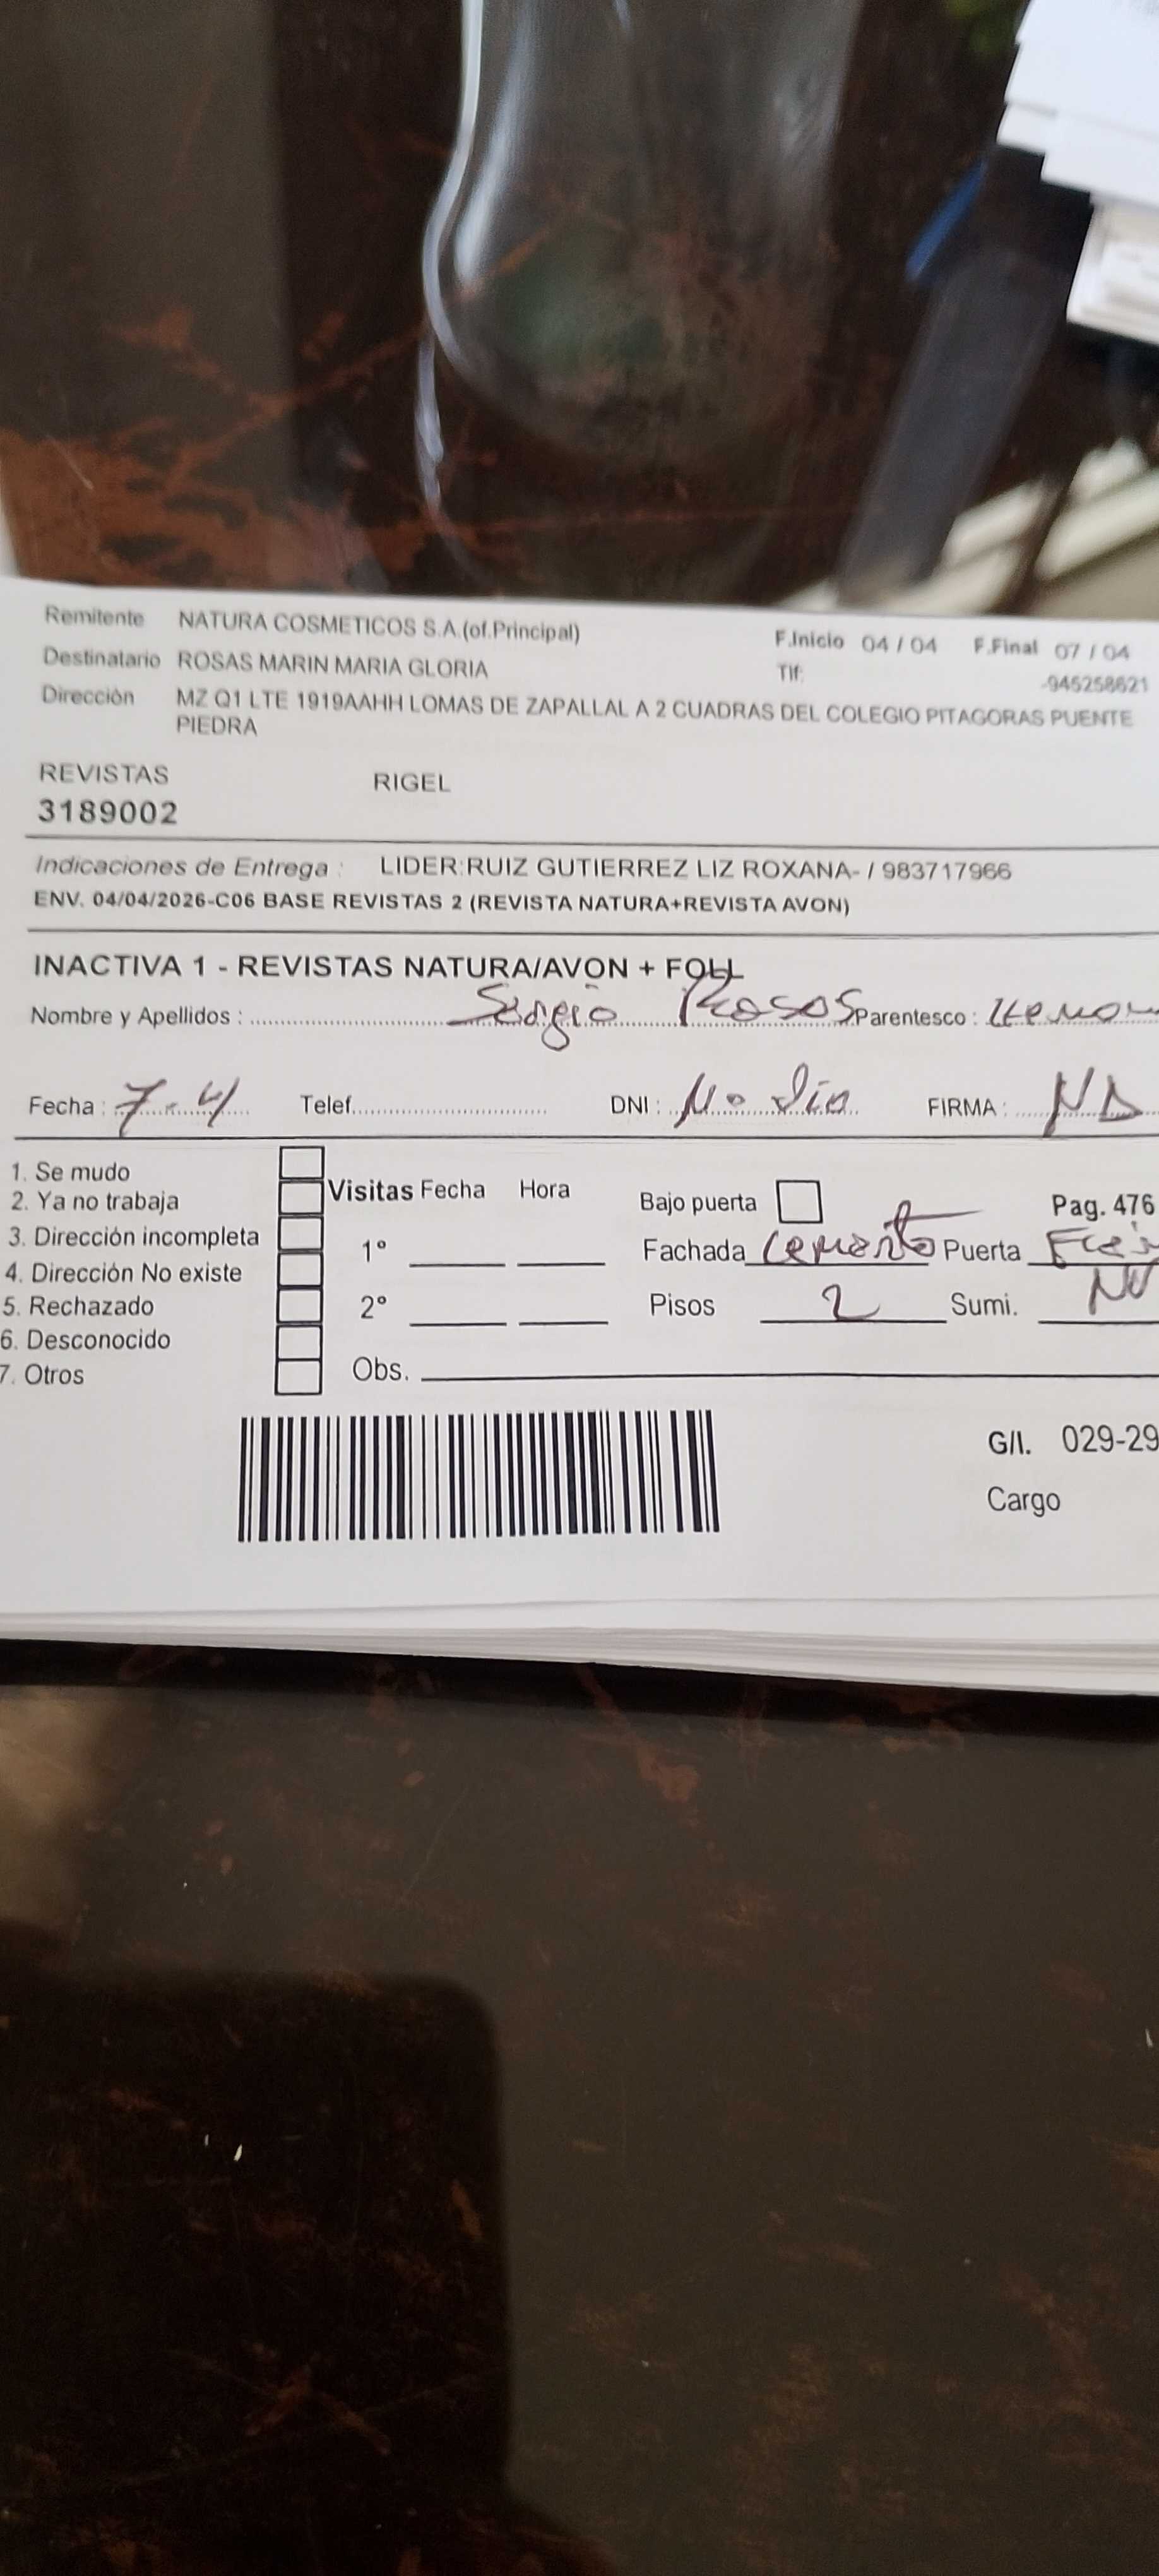 Remitente NATURA COSMETICOS S.A.(of.Principal) F.Inicio 04 / 04 F.Final 07 / 04
Destinatario ROSAS MARIN MARIA GLORIA Tlf: -945258621
Dirección MZ Q1 LTE 1919AAHH LOMAS DE ZAPALLAL A 2 CUADRAS DEL COLEGIO PITAGORAS PUENTE
PIEDRA
REVISTAS RIGEL
3189002
Indicaciones de Entrega : LIDER:RUIZ GUTIERREZ LIZ ROXANA- / 983717966
ENV. 04/04/2026-C06 BASE REVISTAS 2 (REVISTA NATURA+REVISTA AVON)
INACTIVA 1 - REVISTAS NATURA/AVON + FOLL
Nombre y Apellidos : Sergio Rosas Parentesco :
Fecha : 7-4 Telef. DNI : No dio FIRMA : ND
1. Se mudo
2. Ya no trabaja Visitas Fecha Hora Bajo puerta Pag. 476
3. Dirección incompleta 1° Fachada cemento Puerta
4. Dirección No existe
5. Rechazado 2° Pisos 2 Sumi.
6. Desconocido
7. Otros Obs.
G/I. 029-29
Cargo